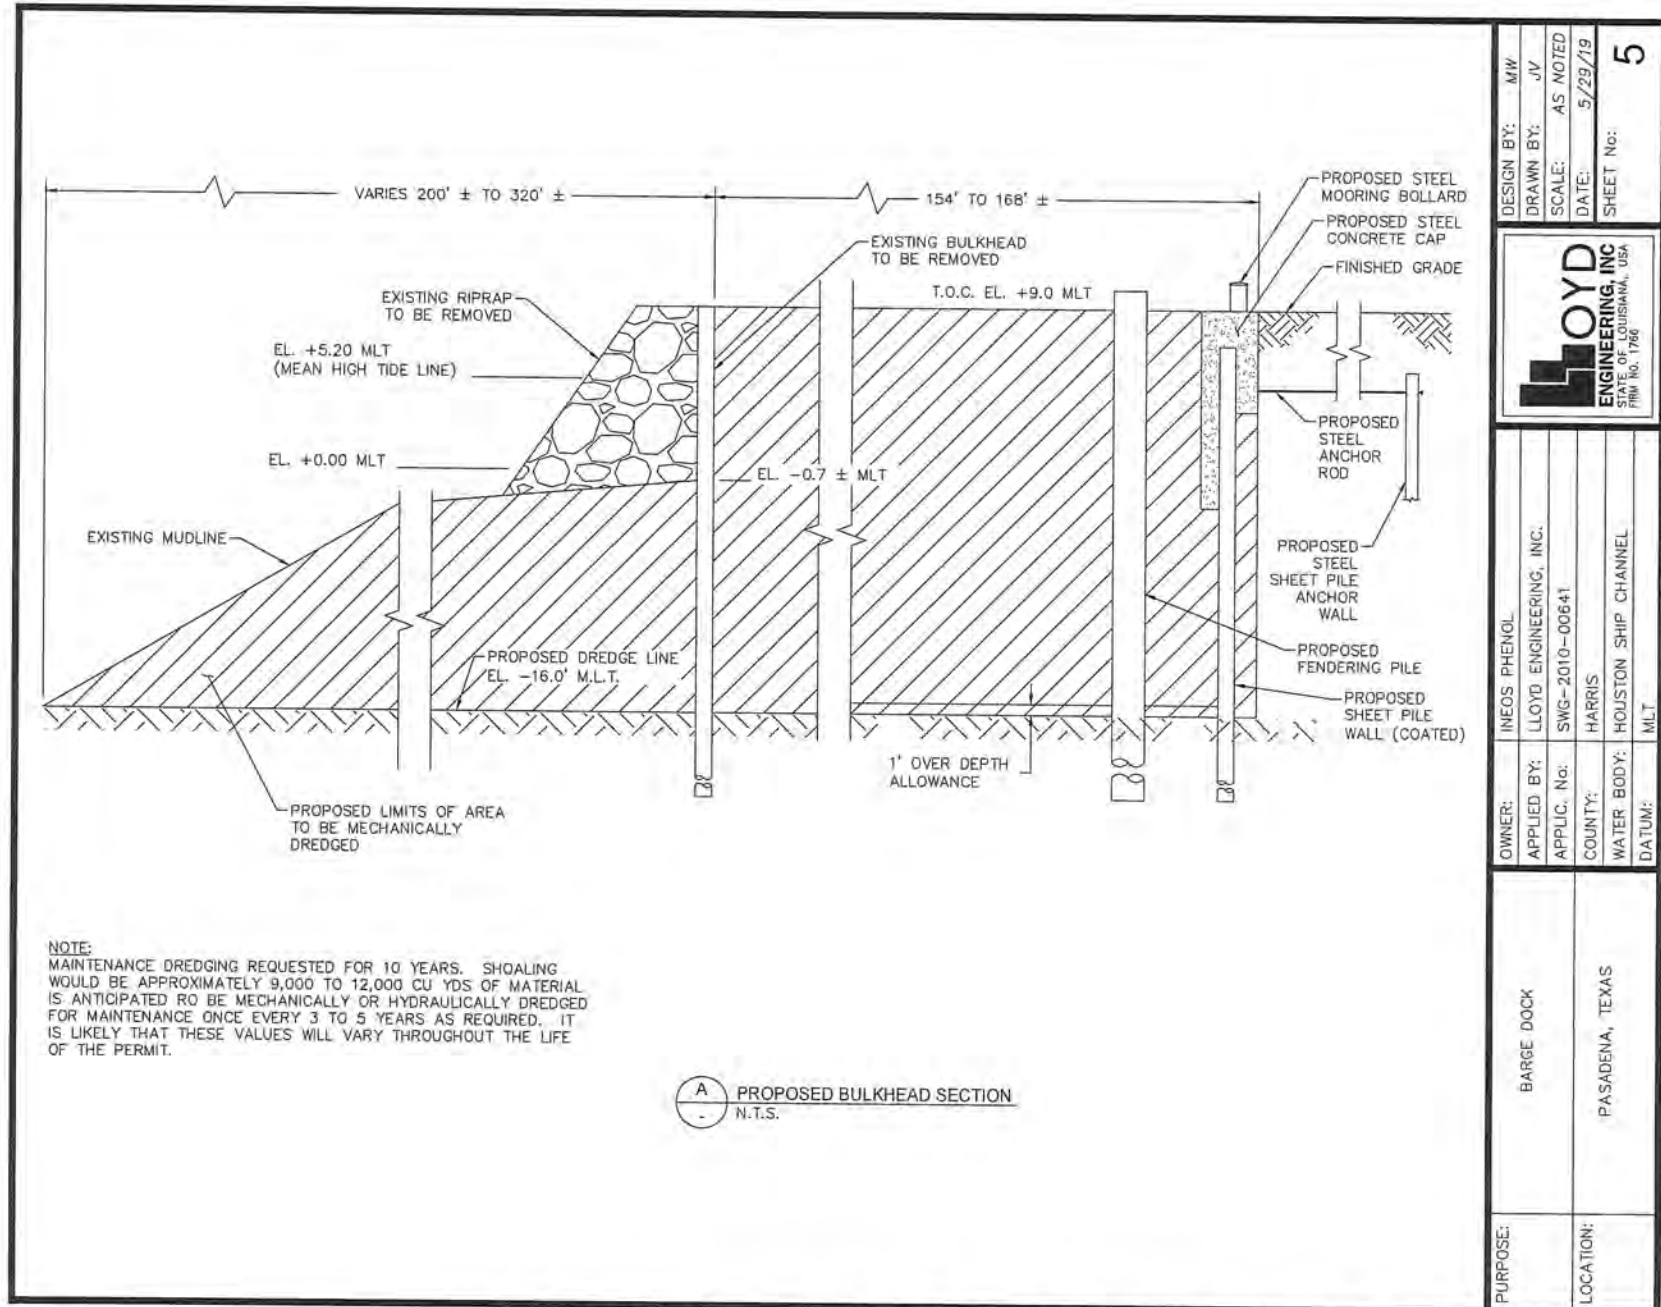 VARIES 200' ± TO 320' ±
154' TO 168' ±
PROPOSED STEEL
MOORING BOLLARD
PROPOSED STEEL
CONCRETE CAP
FINISHED GRADE
EXISTING BULKHEAD
TO BE REMOVED
T.O.C. EL. +9.0 MLT
EXISTING RIPRAP
TO BE REMOVED
EL. +5.20 MLT
(MEAN HIGH TIDE LINE)
EL. +0.00 MLT
EL. -0.7 ± MLT
PROPOSED
STEEL
ANCHOR
ROD
EXISTING MUDLINE
PROPOSED
STEEL
SHEET PILE
ANCHOR
WALL
PROPOSED DREDGE LINE
EL. -16.0' M.L.T.
PROPOSED
FENDERING PILE
PROPOSED
SHEET PILE
WALL (COATED)
1' OVER DEPTH
ALLOWANCE
PROPOSED LIMITS OF AREA
TO BE MECHANICALLY
DREDGED
NOTE:
MAINTENANCE DREDGING REQUESTED FOR 10 YEARS. SHOALING
WOULD BE APPROXIMATELY 9,000 TO 12,000 CU YDS OF MATERIAL
IS ANTICIPATED RO BE MECHANICALLY OR HYDRAULICALLY DREDGED
FOR MAINTENANCE ONCE EVERY 3 TO 5 YEARS AS REQUIRED. IT
IS LIKELY THAT THESE VALUES WILL VARY THROUGHOUT THE LIFE
OF THE PERMIT.
A
-
PROPOSED BULKHEAD SECTION
N.T.S.
PURPOSE:
BARGE DOCK
LOCATION:
PASADENA, TEXAS
OWNER: INEOS PHENOL
APPLIED BY: LLOYD ENGINEERING, INC.
APPLIC. No: SWG-2010-00641
COUNTY: HARRIS
WATER BODY: HOUSTON SHIP CHANNEL
DATUM: MLT
LLOYD
ENGINEERING, INC
STATE OF LOUISIANA, USA
FIRM NO. 1766
DESIGN BY: MW
DRAWN BY: JV
SCALE: AS NOTED
DATE: 5/29/19
SHEET No: 5